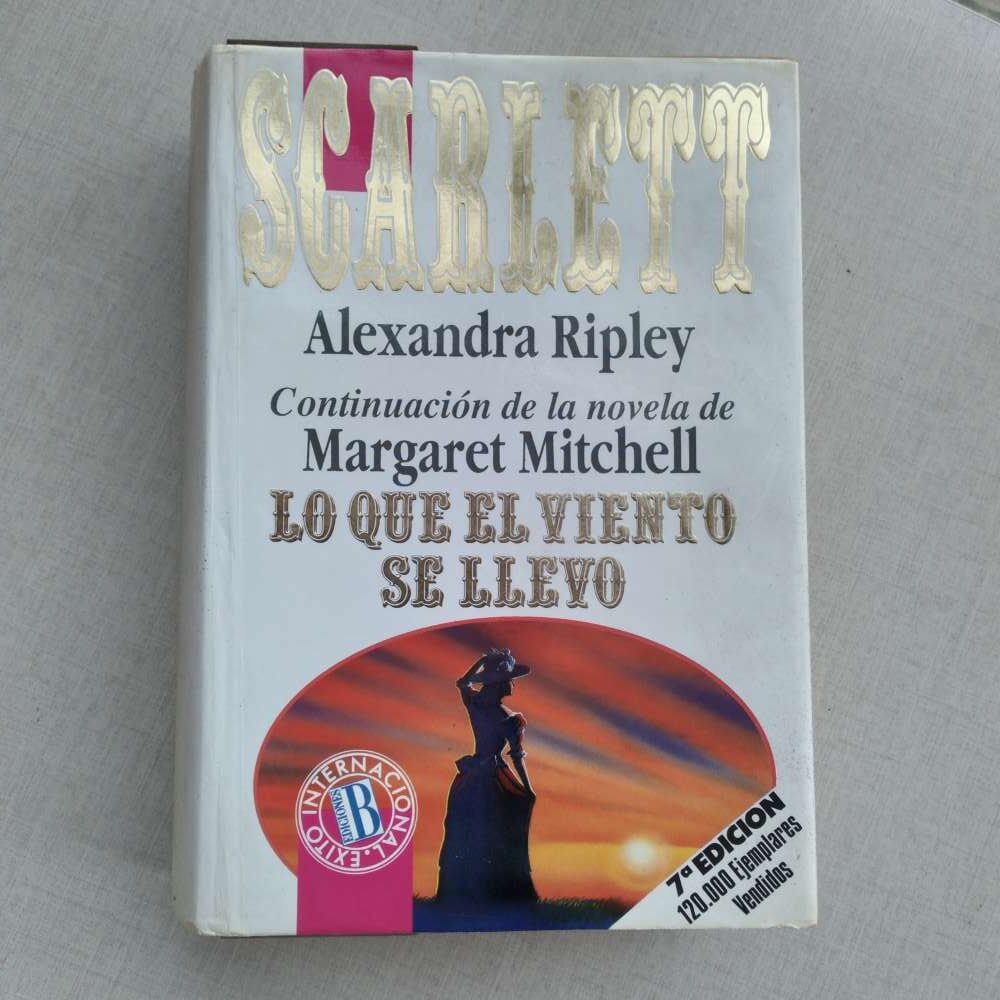 SCARLETT
Alexandra Ripley
Continuación de la novela de
Margaret Mitchell
LO QUE EL VIENTO
SE LLEVO
INTERNACIONAL. EXITO
EDICIONES B
7ª EDICION
120.000 Ejemplares
Vendidos